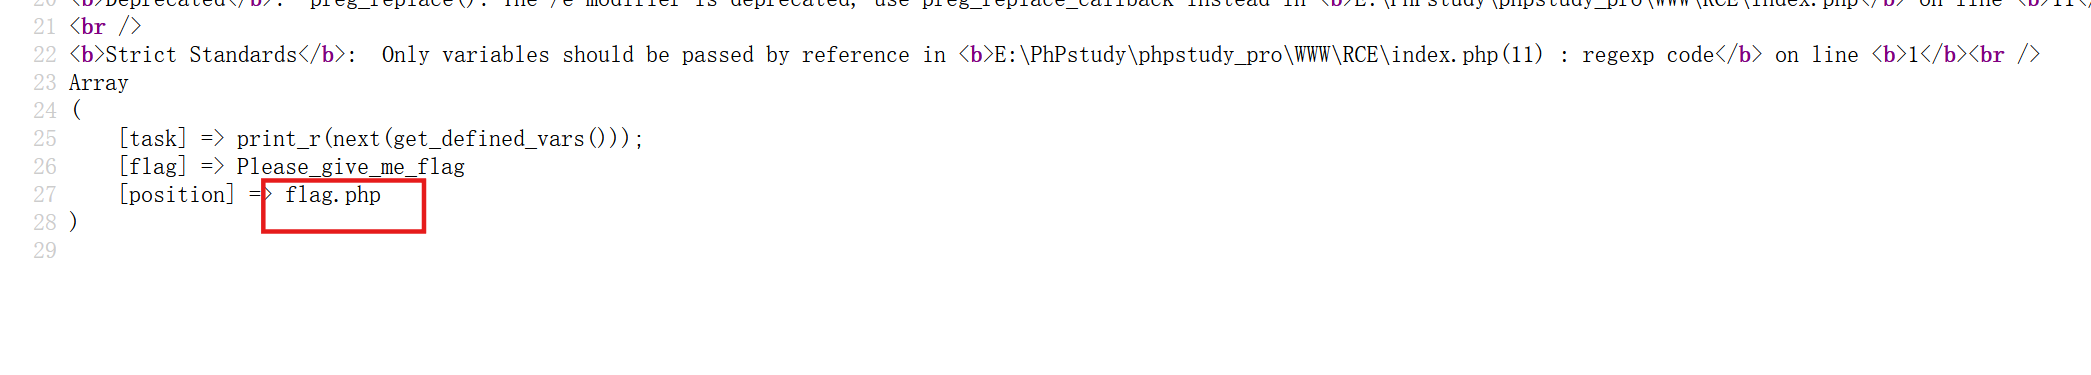 20 <b>Deprecated</b>:  preg_replace(): The /e modifier is deprecated, use preg_replace_callback instead in <b>E:\PhPstudy\phpstudy_pro\WWW\RCE\index.php</b> on line <b>11</
21 <br />
22 <b>Strict Standards</b>:  Only variables should be passed by reference in <b>E:\PhPstudy\phpstudy_pro\WWW\RCE\index.php(11) : regexp code</b> on line <b>1</b><br />
23 Array
24 (
25     [task] => print_r(next(get_defined_vars()));
26     [flag] => Please_give_me_flag
27     [position] => flag.php
28 )
29